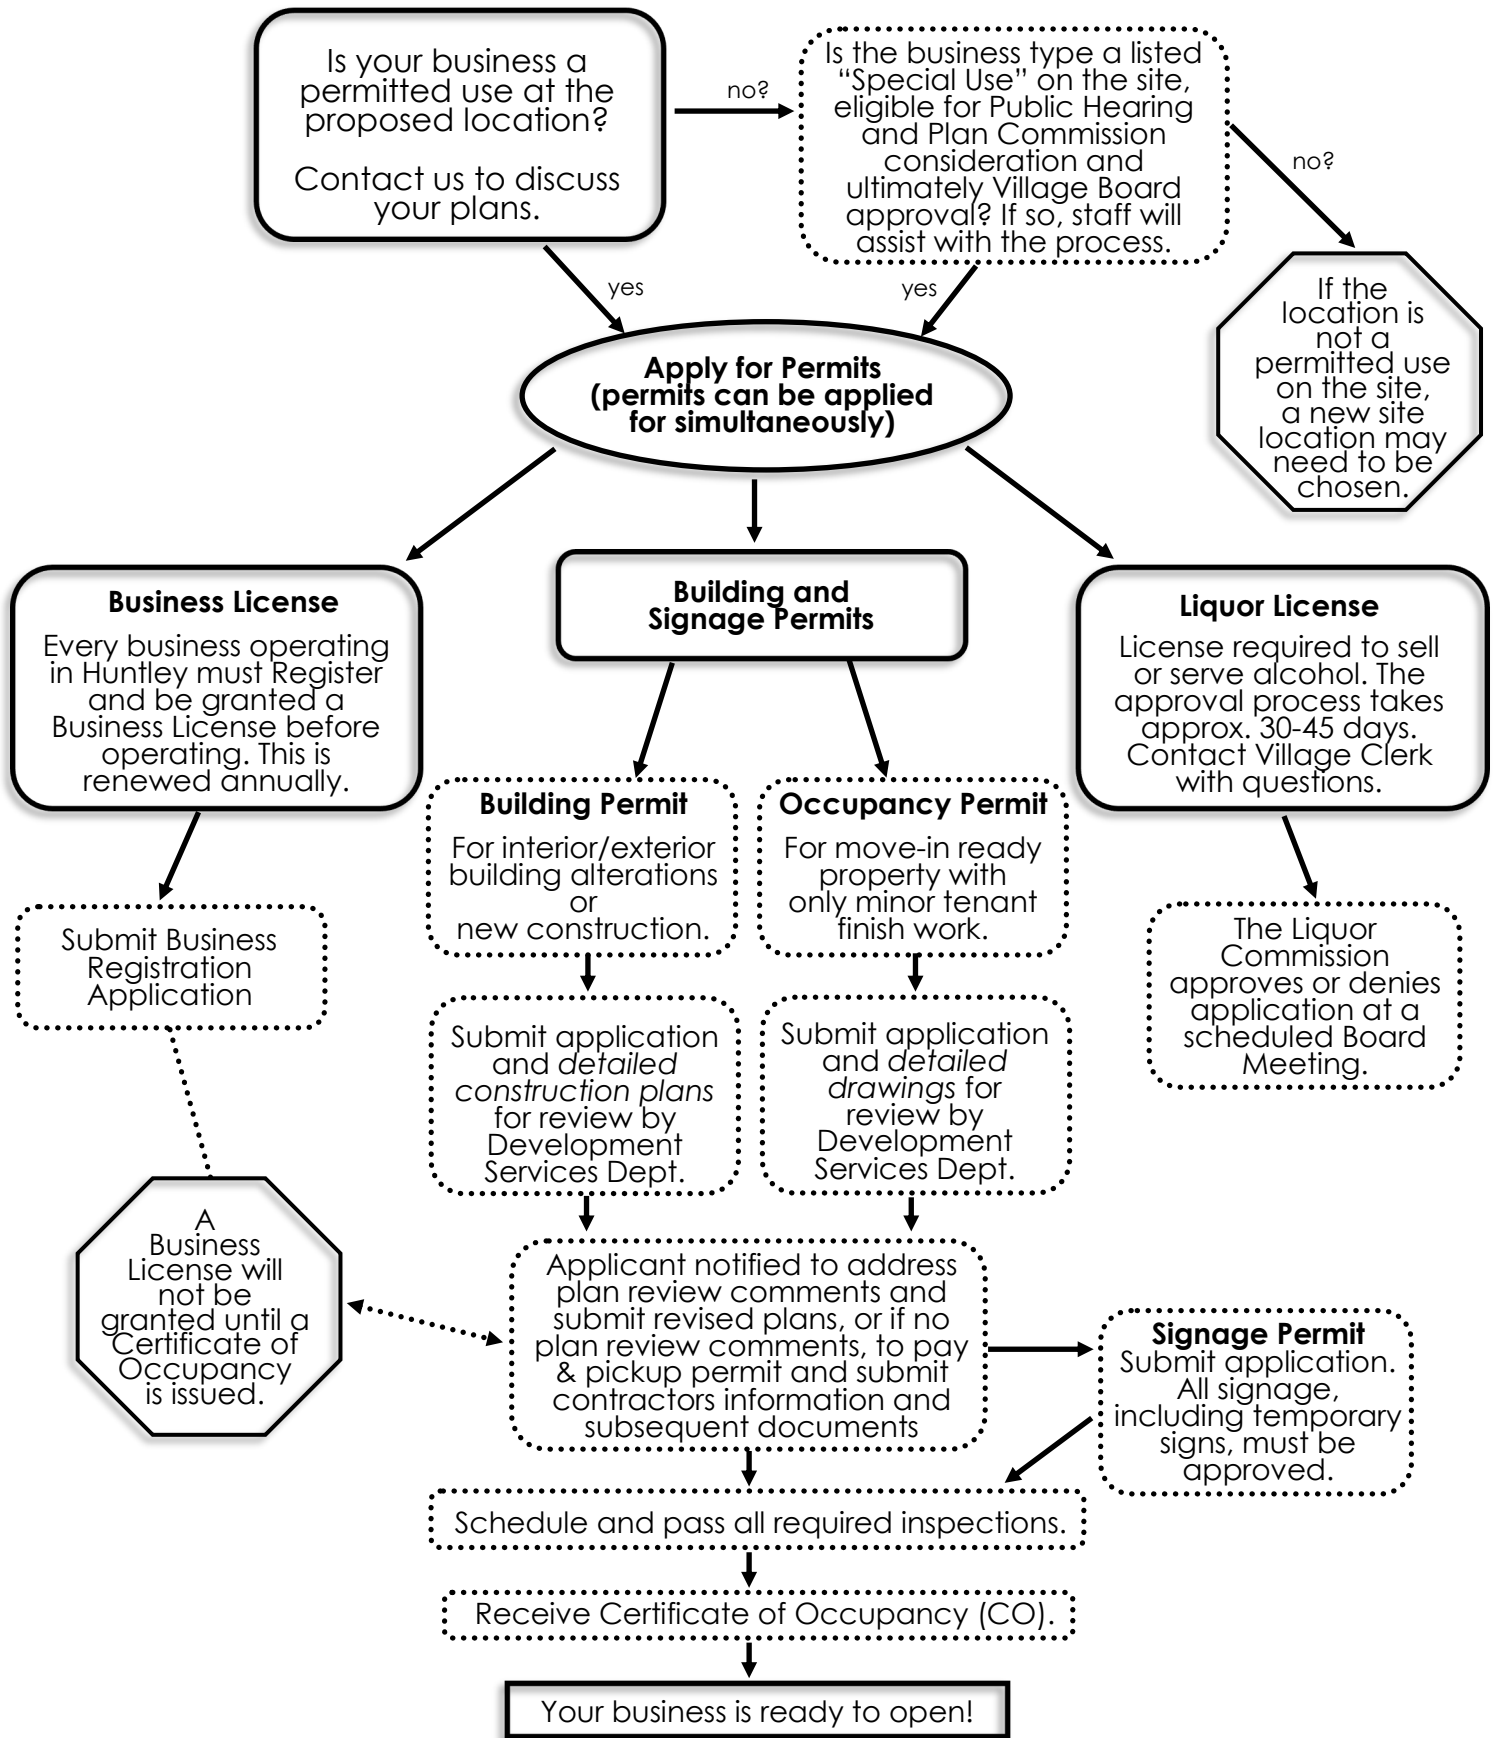 Is your business a
permitted use at the
proposed location?
Contact us to discuss
your plans.
no?
Is the business type a listed
“Special Use” on the site,
eligible for Public Hearing
and Plan Commission
consideration and
ultimately Village Board
approval? If so, staff will
assist with the process.
no?
yes
yes
If the
location is
not a
permitted use
on the site,
a new site
location may
need to be
chosen.
Apply for Permits
(permits can be applied
for simultaneously)
Business License
Every business operating
in Huntley must Register
and be granted a
Business License before
operating. This is
renewed annually.
Building and
Signage Permits
Liquor License
License required to sell
or serve alcohol. The
approval process takes
approx. 30-45 days.
Contact Village Clerk
with questions.
Building Permit
For interior/exterior
building alterations
or
new construction.
Occupancy Permit
For move-in ready
property with
only minor tenant
finish work.
Submit Business
Registration
Application
The Liquor
Commission
approves or denies
application at a
scheduled Board
Meeting.
Submit application
and detailed
construction plans
for review by
Development
Services Dept.
Submit application
and detailed
drawings for
review by
Development
Services Dept.
A
Business
License will
not be
granted until a
Certificate of
Occupancy
is issued.
Applicant notified to address
plan review comments and
submit revised plans, or if no
plan review comments, to pay
& pickup permit and submit
contractors information and
subsequent documents
Signage Permit
Submit application.
All signage,
including temporary
signs, must be
approved.
Schedule and pass all required inspections.
Receive Certificate of Occupancy (CO).
Your business is ready to open!